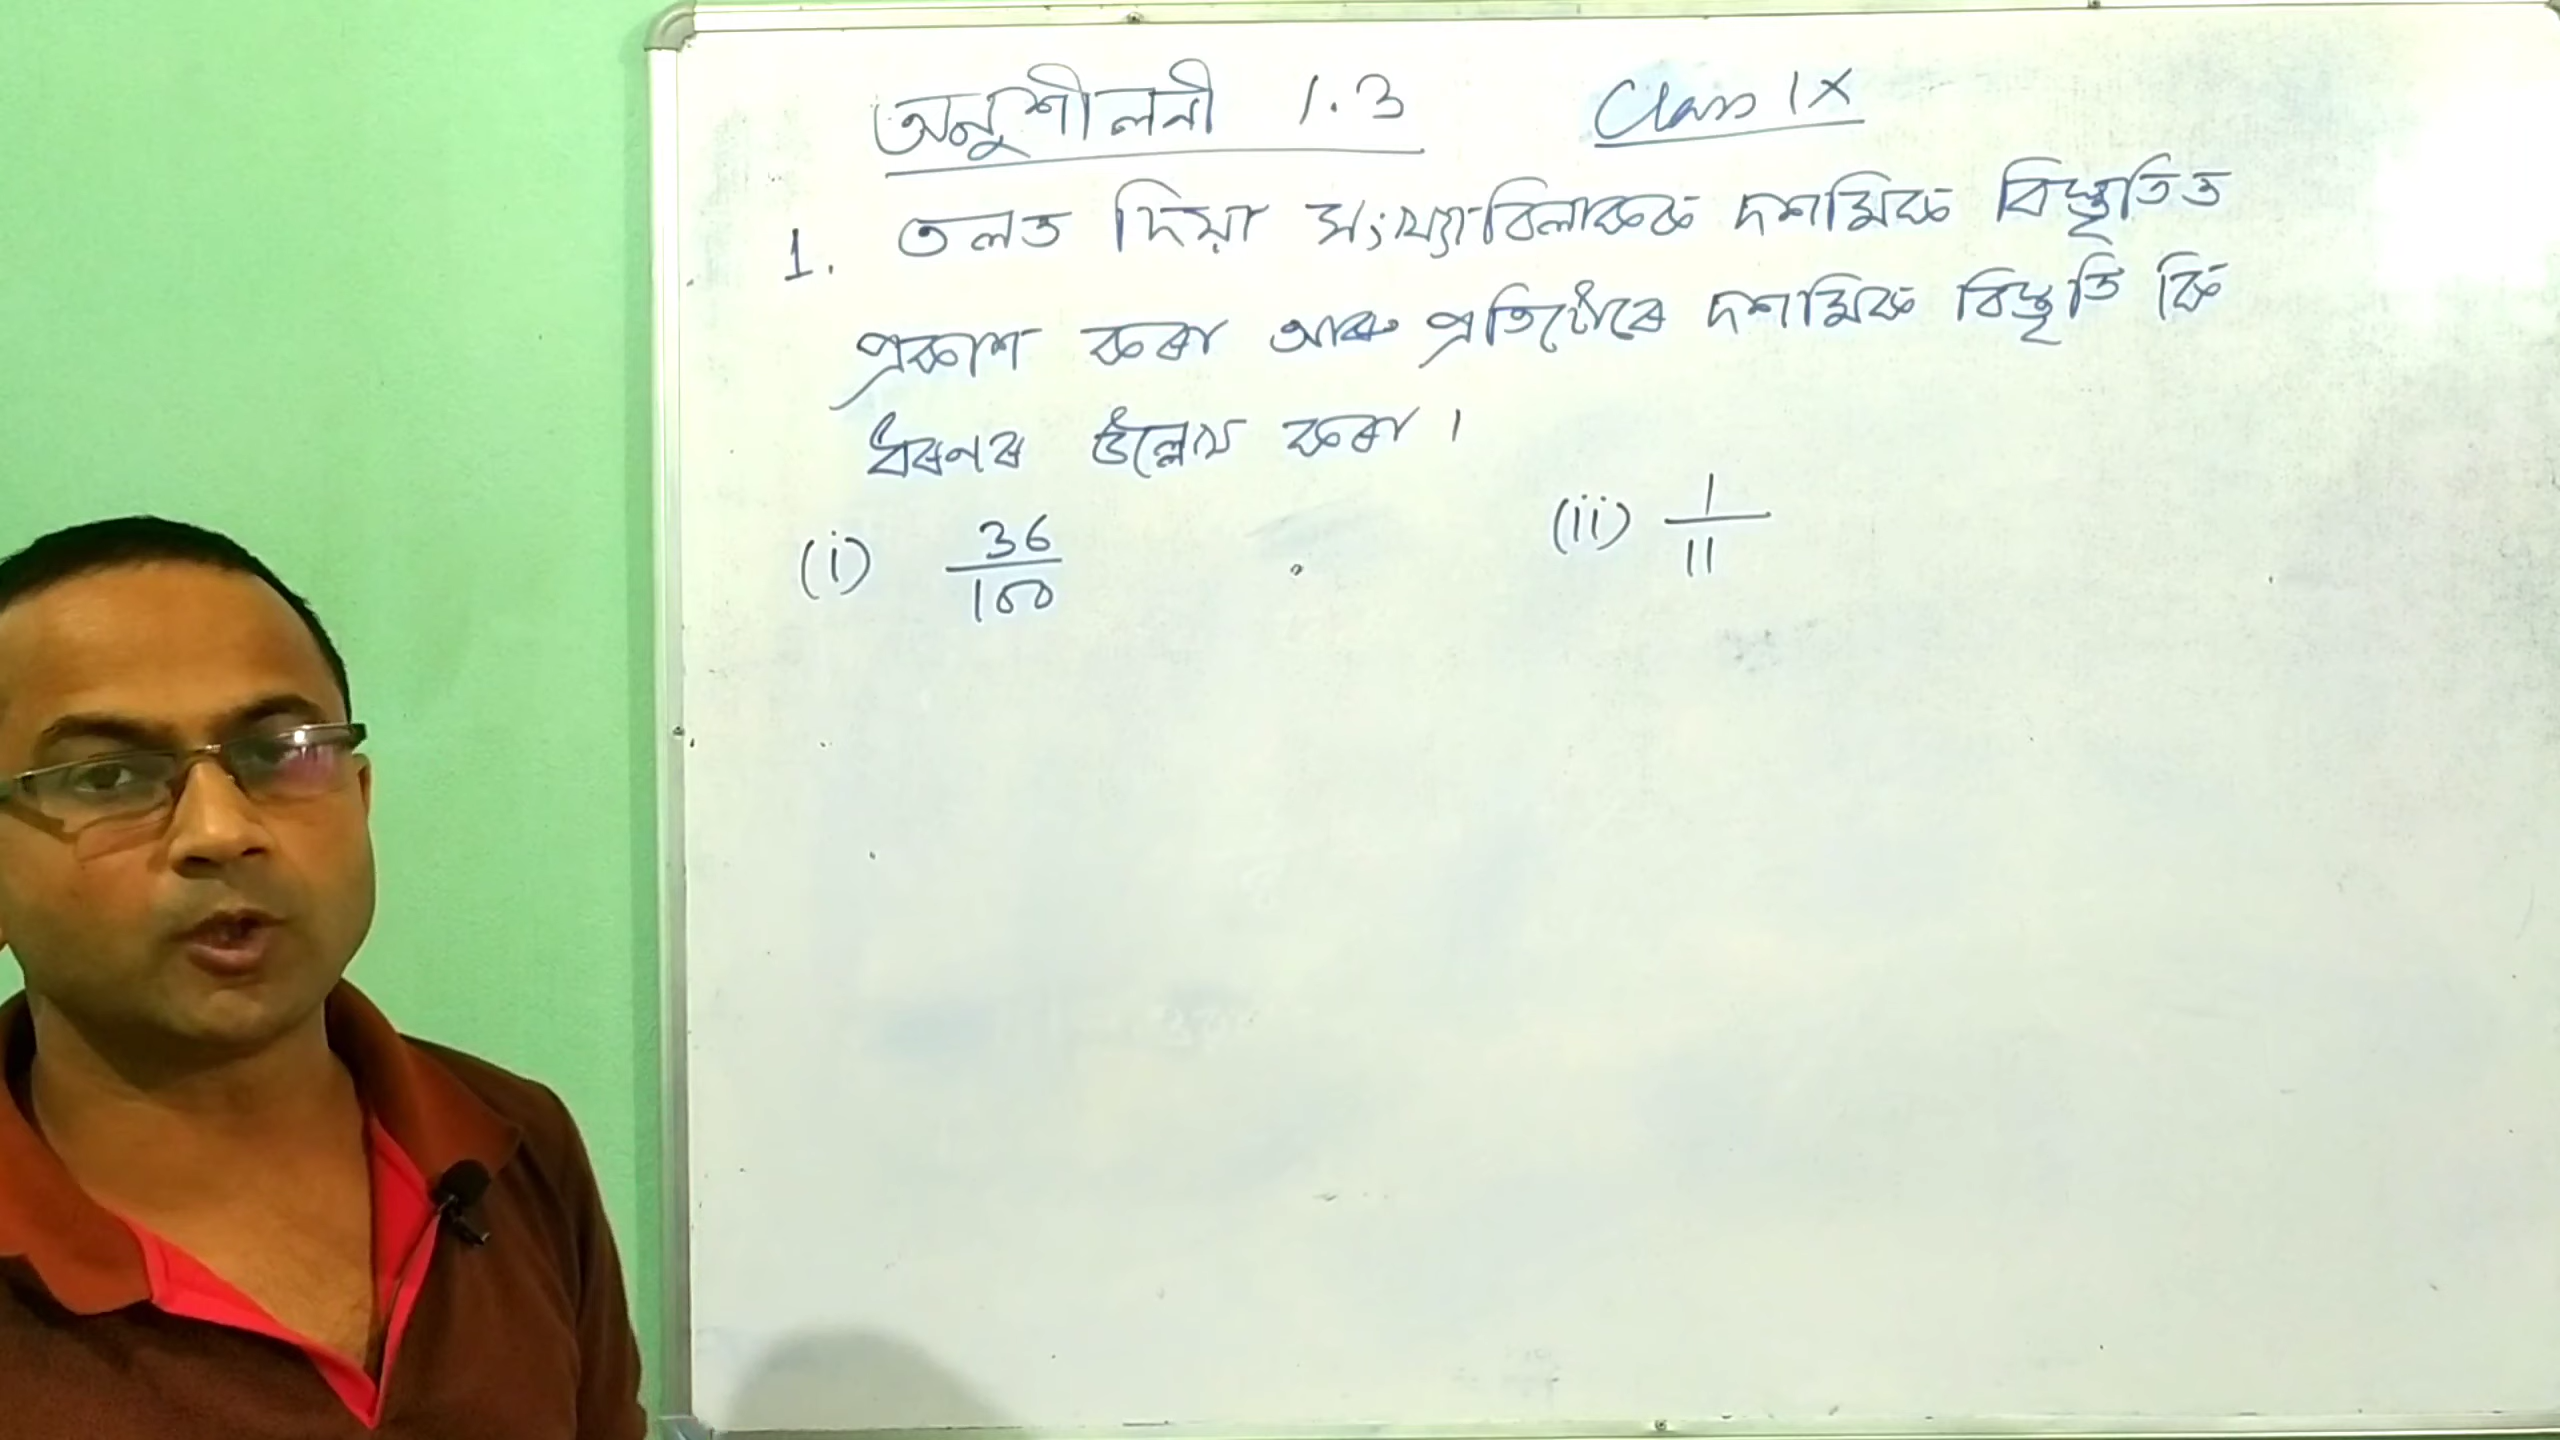 অনুশীলনী 1.3 Class IX
1. তলত দিয়া সংখ্যাবিলাকক দশমিক বিস্তৃতিত
প্ৰকাশ কৰা আৰু প্ৰতিটোৰে দশমিক বিস্তৃতি কি
ধৰণৰ উল্লেখ কৰা।
(i) 36/100 (ii) 1/11